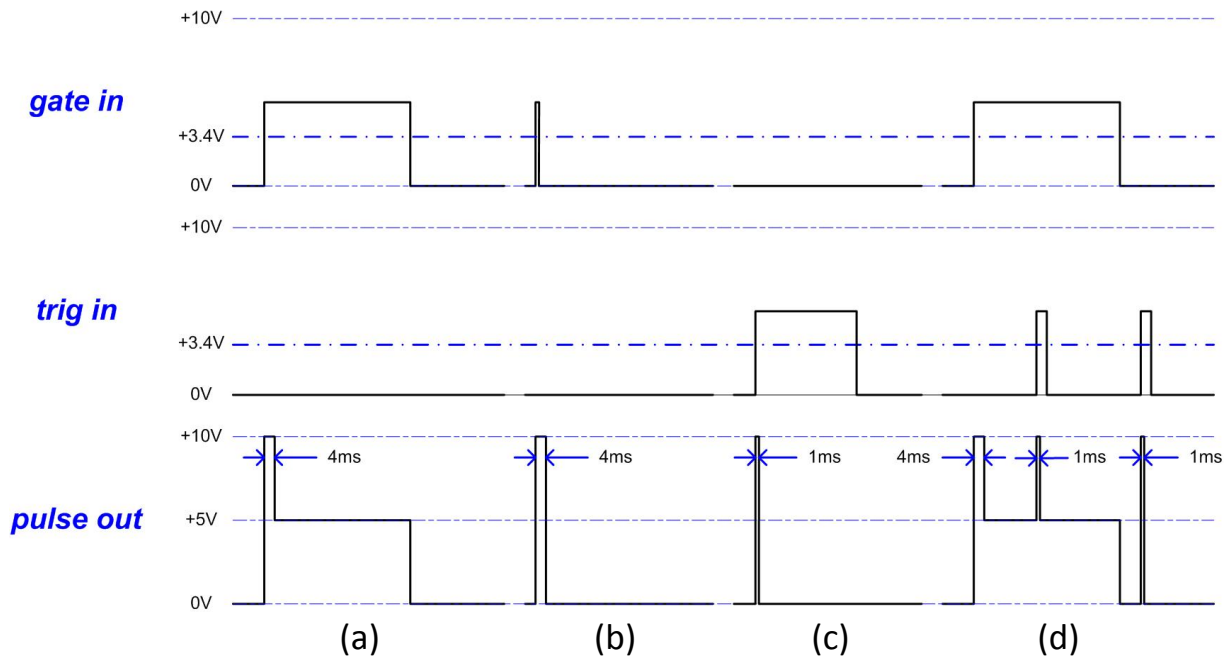 +10V
gate in
+3.4V
0V
+10V
trig in
+3.4V
0V
+10V
4ms 4ms 1ms 4ms 1ms 1ms
pulse out
+5V
0V
(a) (b) (c) (d)